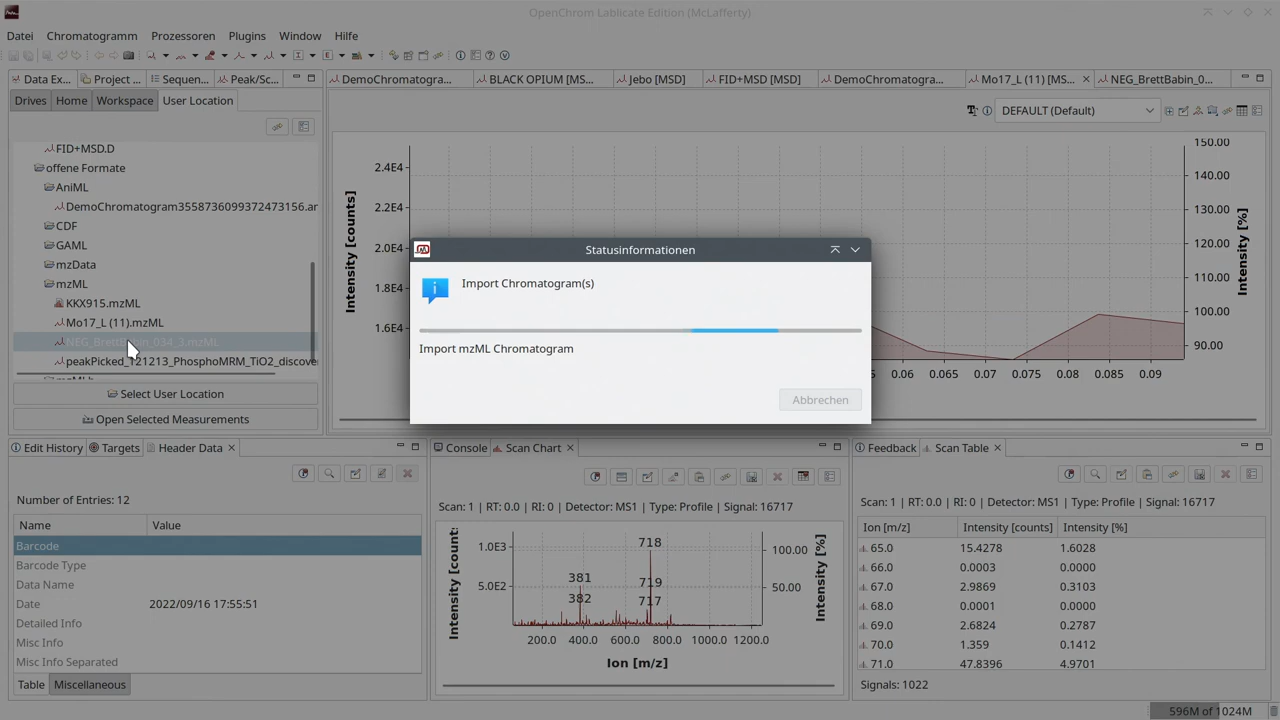 OpenChrom Lablicate Edition (McLafferty)
Datei Chromatogramm Prozessoren Plugins Window Hilfe
Data Ex... Project ... Sequen... Peak/Sc...
Drives Home Workspace User Location
FID+MSD.D
offene Formate
AniML
DemoChromatogram3558736099372473156.ar
CDF
GAML
mzData
mzML
KKX915.mzML
Mo17_L (11).mzML
NEG_BrettBabin_034_3.mzML
peakPicked_121213_PhosphoMRM_TiO2_discove
Select User Location
Open Selected Measurements
DemoChromatogra... BLACK OPIUM [MS... Jebo [MSD] FID+MSD [MSD] DemoChromatogra... Mo17_L (11) [MS... NEG_BrettBabin_0...
DEFAULT (Default)
Intensity [counts]
2.4E4
2.2E4
2.0E4
1.8E4
1.6E4
0.06 0.065 0.07 0.075 0.08 0.085 0.09
150.00
140.00
130.00
120.00
110.00
100.00
90.00
Intensity [%]
Statusinformationen
Import Chromatogram(s)
Import mzML Chromatogram
Abbrechen
Edit History Targets Header Data
Number of Entries: 12
Name Value
Barcode
Barcode Type
Data Name
Date 2022/09/16 17:55:51
Detailed Info
Misc Info
Misc Info Separated
Table Miscellaneous
Console Scan Chart
Scan: 1 | RT: 0.0 | RI: 0 | Detector: MS1 | Type: Profile | Signal: 16717
Intensity [count:
1.0E3
5.0E2
718
381
719
382
717
100.00
50.00
Intensity [%]
200.0 400.0 600.0 800.0 1000.0 1200.0
Ion [m/z]
Feedback Scan Table
Scan: 1 | RT: 0.0 | RI: 0 | Detector: MS1 | Type: Profile | Signal: 16717
Ion [m/z] Intensity [counts] Intensity [%]
65.0 15.4278 1.6028
66.0 0.0003 0.0000
67.0 2.9869 0.3103
68.0 0.0001 0.0000
69.0 2.6824 0.2787
70.0 1.359 0.1412
71.0 47.8396 4.9701
Signals: 1022
596M of 1024M